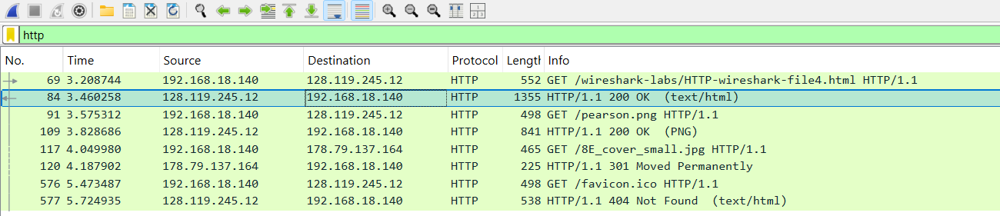 http
No. Time Source Destination Protocol Length Info
69 3.208744 192.168.18.140 128.119.245.12 HTTP 552 GET /wireshark-labs/HTTP-wireshark-file4.html HTTP/1.1
84 3.460258 128.119.245.12 192.168.18.140 HTTP 1355 HTTP/1.1 200 OK (text/html)
91 3.575312 192.168.18.140 128.119.245.12 HTTP 498 GET /pearson.png HTTP/1.1
109 3.828686 128.119.245.12 192.168.18.140 HTTP 841 HTTP/1.1 200 OK (PNG)
117 4.049980 192.168.18.140 178.79.137.164 HTTP 465 GET /8E_cover_small.jpg HTTP/1.1
120 4.187902 178.79.137.164 192.168.18.140 HTTP 225 HTTP/1.1 301 Moved Permanently
576 5.473487 192.168.18.140 128.119.245.12 HTTP 498 GET /favicon.ico HTTP/1.1
577 5.724935 128.119.245.12 192.168.18.140 HTTP 538 HTTP/1.1 404 Not Found (text/html)